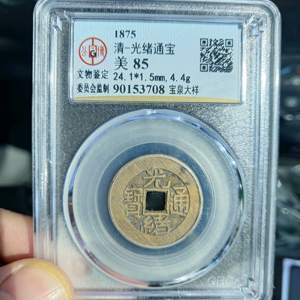 1875
清-光绪通宝
美 85
文物鉴定 24.1*1.5mm, 4.4g
委员会监制 90153708 宝泉大样
光緒通寶